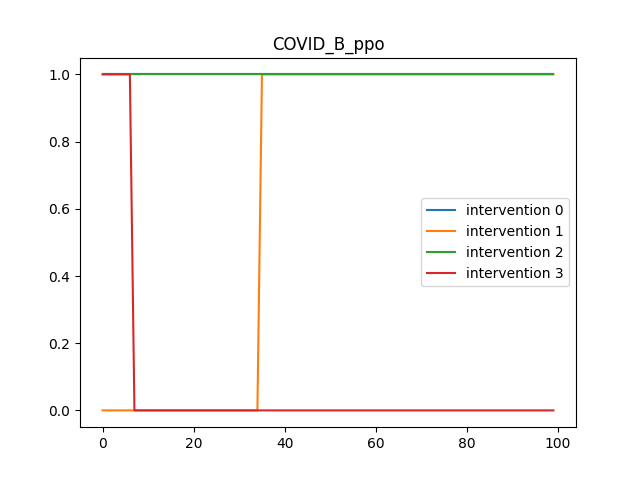 COVID_B_ppo
1.0
0.8
0.6
0.4
0.2
0.0
intervention 0
intervention 1
intervention 2
intervention 3
0 20 40 60 80 100